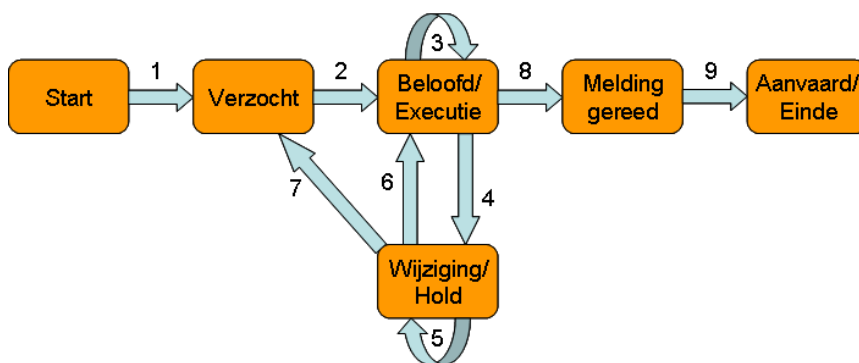 3
1
2
8
9
Start
Verzocht
Beloofd/
Executie
Melding
gereed
Aanvaard/
Einde
7
6
4
Wijziging/
Hold
5